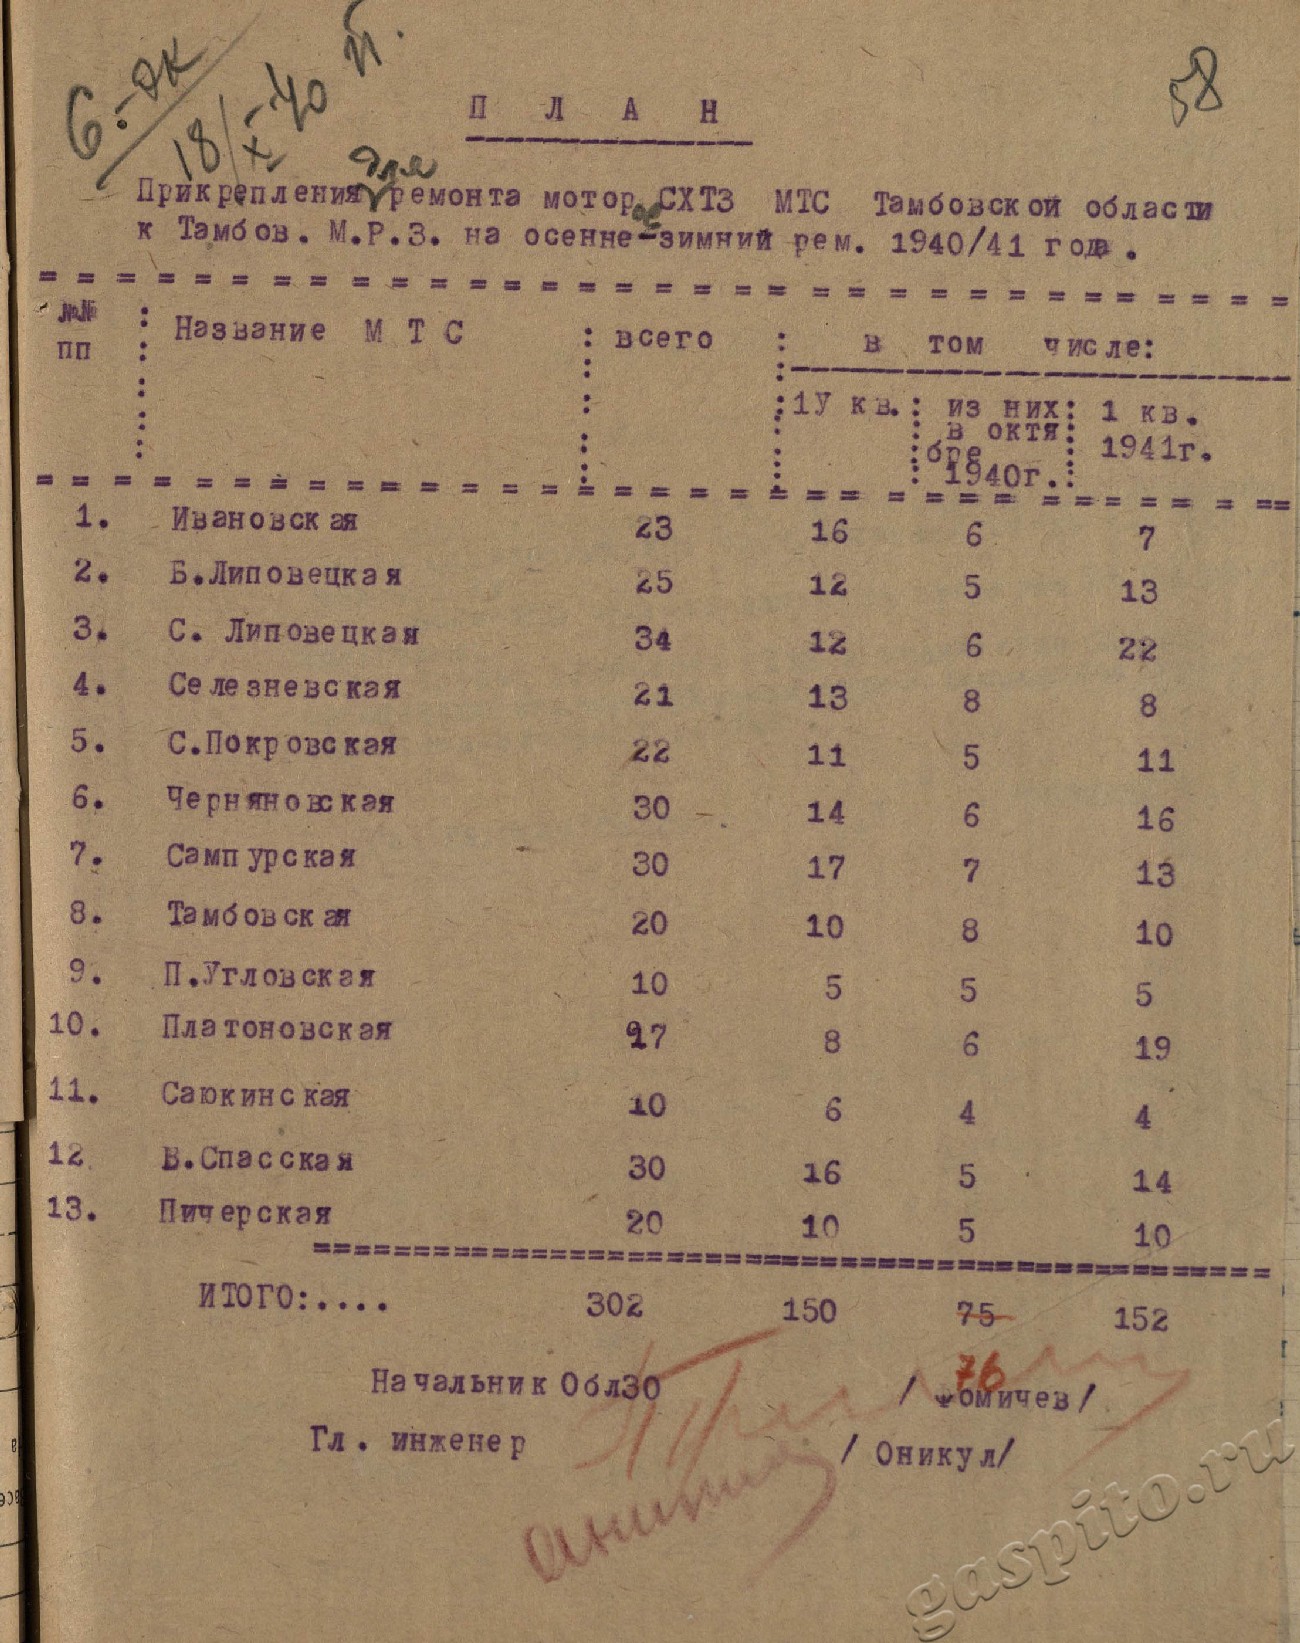 6.-ок
18/X-40 г.
58
П Л А Н
Прикрепления для ремонта моторов СХТЗ МТС Тамбовской области
к Тамбов. М.Р.З. на осенне-зимний рем. 1940/41 года.
№№ пп : Название М Т С : всего : в том числе:
: 1У кв. : из них в октябре 1940г. : 1 кв. 1941г.
1. Ивановская 23 16 6 7
2. Б.Липовецкая 25 12 5 13
3. С. Липовецкая 34 12 6 22
4. Селезневская 21 13 8 8
5. С.Покровская 22 11 5 11
6. Черняновская 30 14 6 16
7. Сампурская 30 17 7 13
8. Тамбовская 20 10 8 10
9. П.Угловская 10 5 5 5
10. Платоновская 27 8 6 19
11. Саюкинская 10 6 4 4
12 В.Спасская 30 16 5 14
13. Пичерская 20 10 5 10
ИТОГО:.... 302 150 75 152
76
Начальник ОблЗО / Фомичев/
Гл. инженер / Оникул/
gaspito.ru